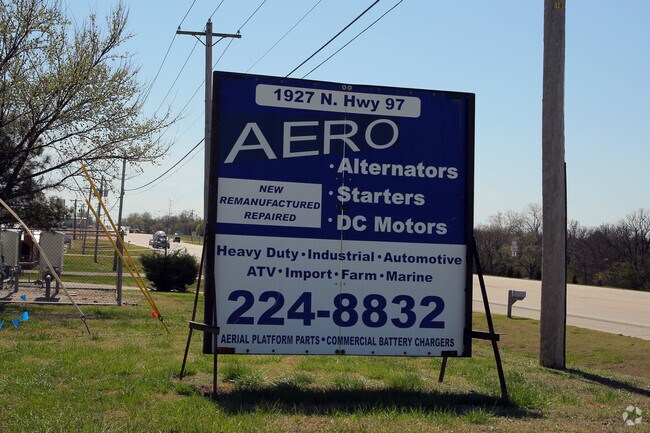 1927 N. Hwy 97
AERO
• Alternators
• Starters
• DC Motors
NEW
REMANUFACTURED
REPAIRED
Heavy Duty • Industrial • Automotive
ATV • Import • Farm • Marine
224-8832
AERIAL PLATFORM PARTS • COMMERCIAL BATTERY CHARGERS